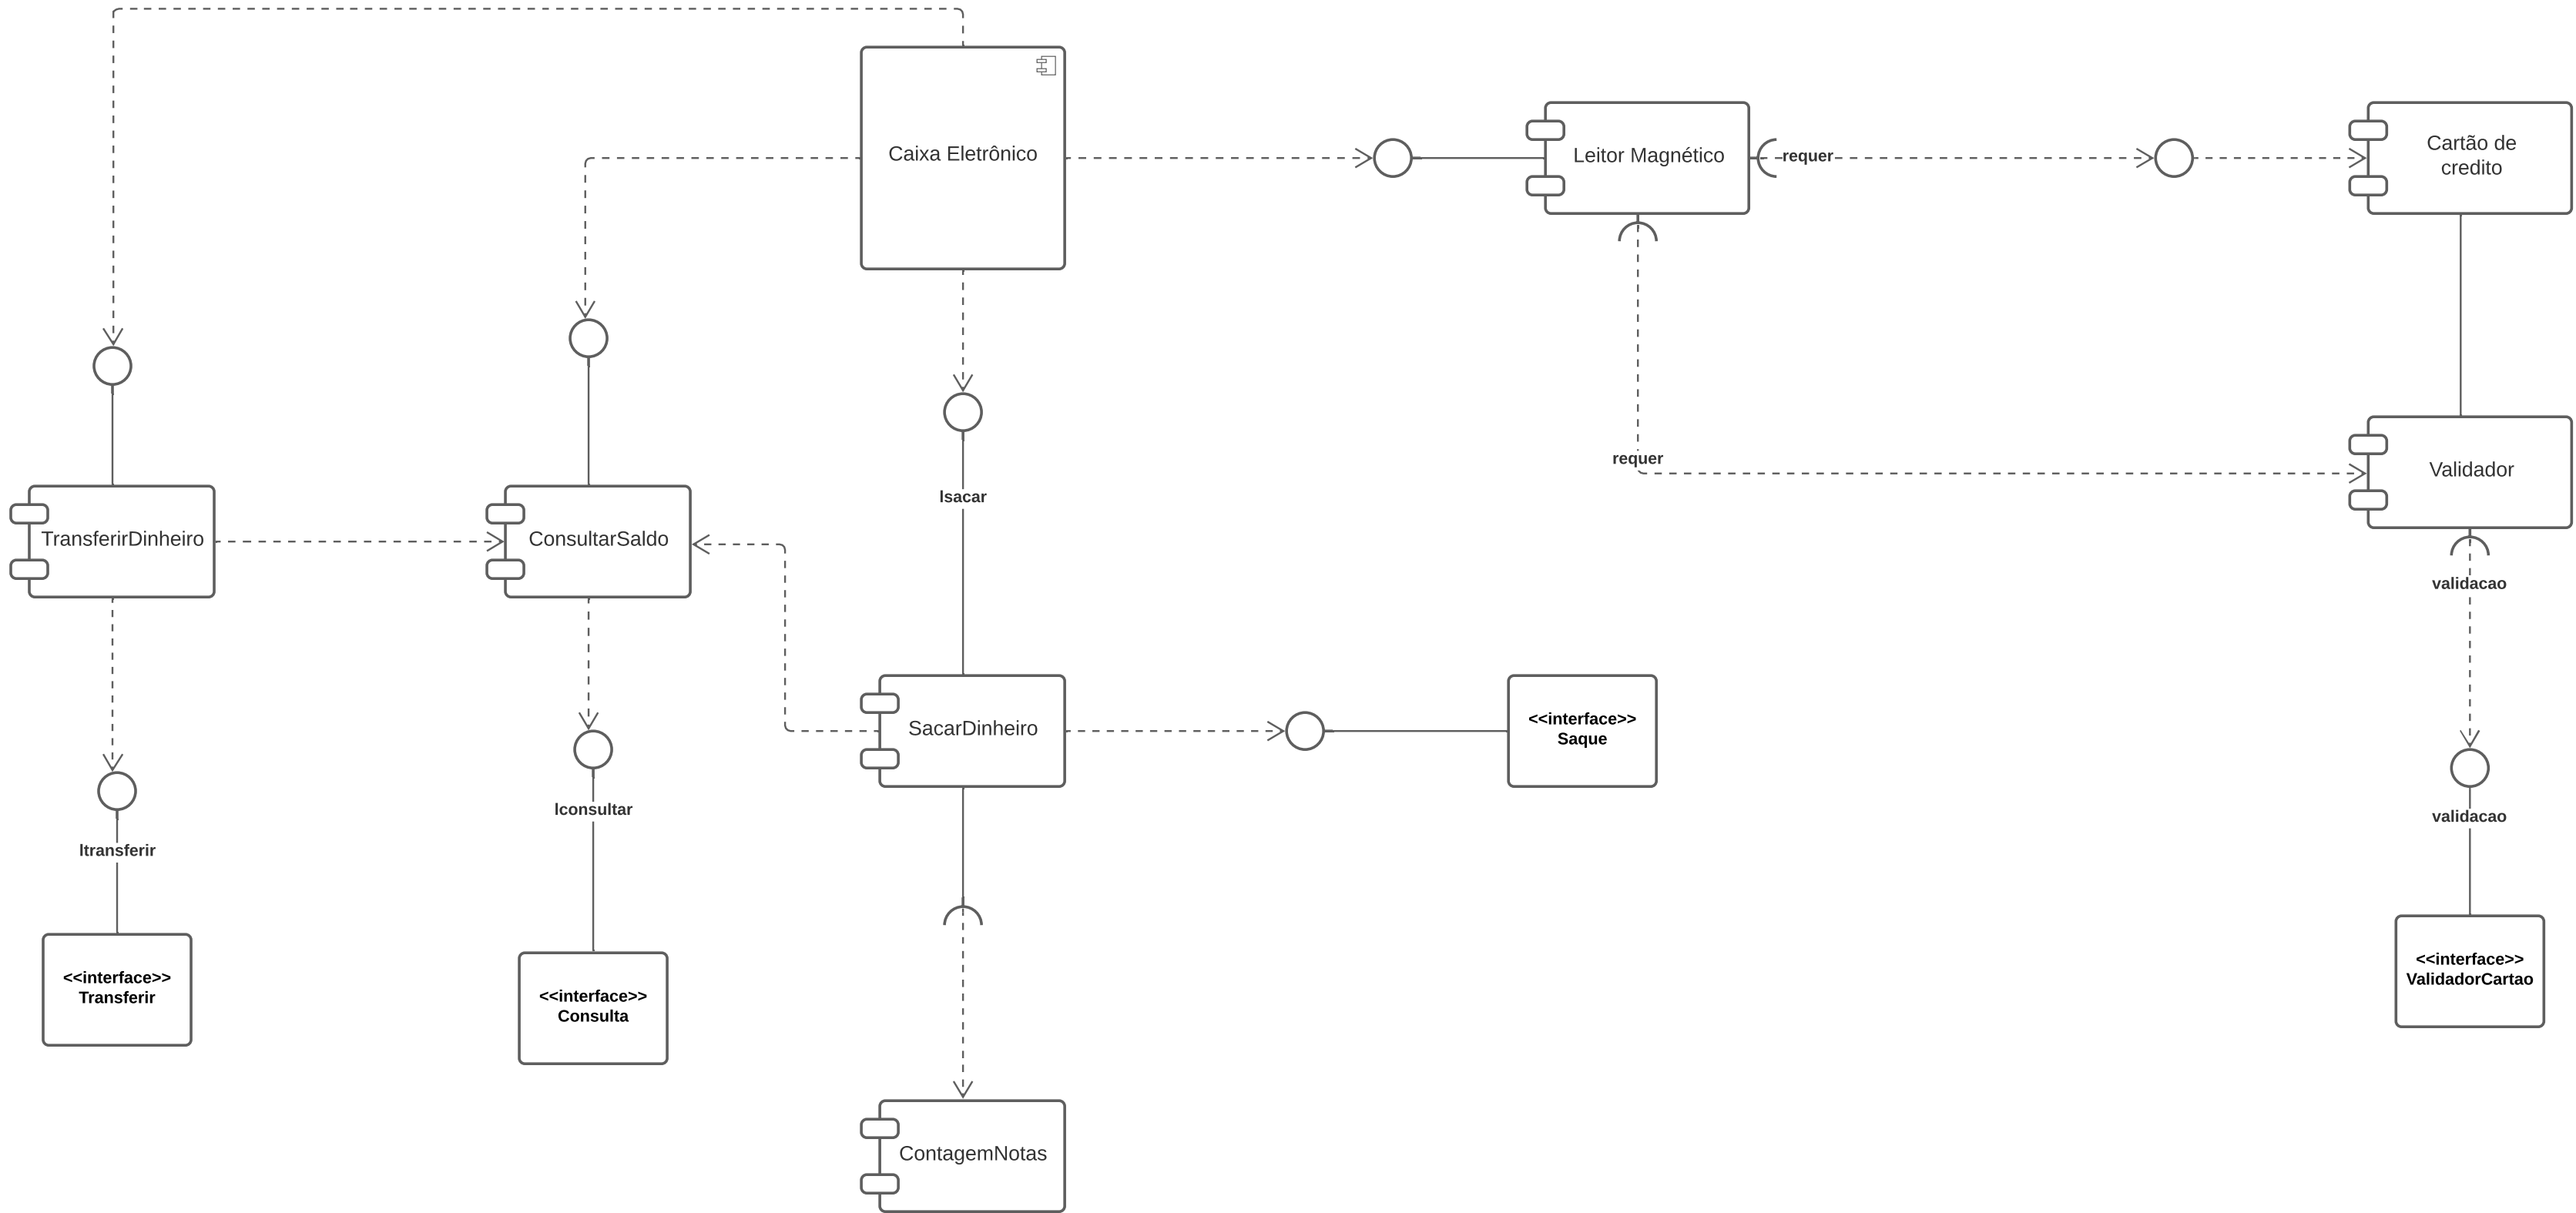 Caixa Eletrônico
Leitor Magnético
requer
Cartão de
credito
requer
Validador
Isacar
TransferirDinheiro
ConsultarSaldo
validacao
SacarDinheiro
<<interface>>
Saque
Iconsultar
validacao
Itransferir
<<interface>>
Transferir
<<interface>>
Consulta
<<interface>>
ValidadorCartao
ContagemNotas